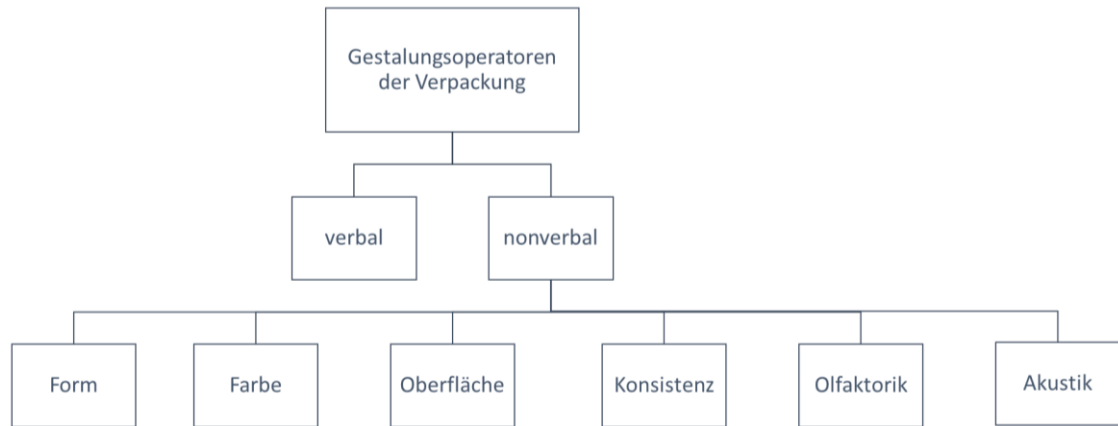 Gestalungsoperatoren
der Verpackung
verbal
nonverbal
Form
Farbe
Oberfläche
Konsistenz
Olfaktorik
Akustik